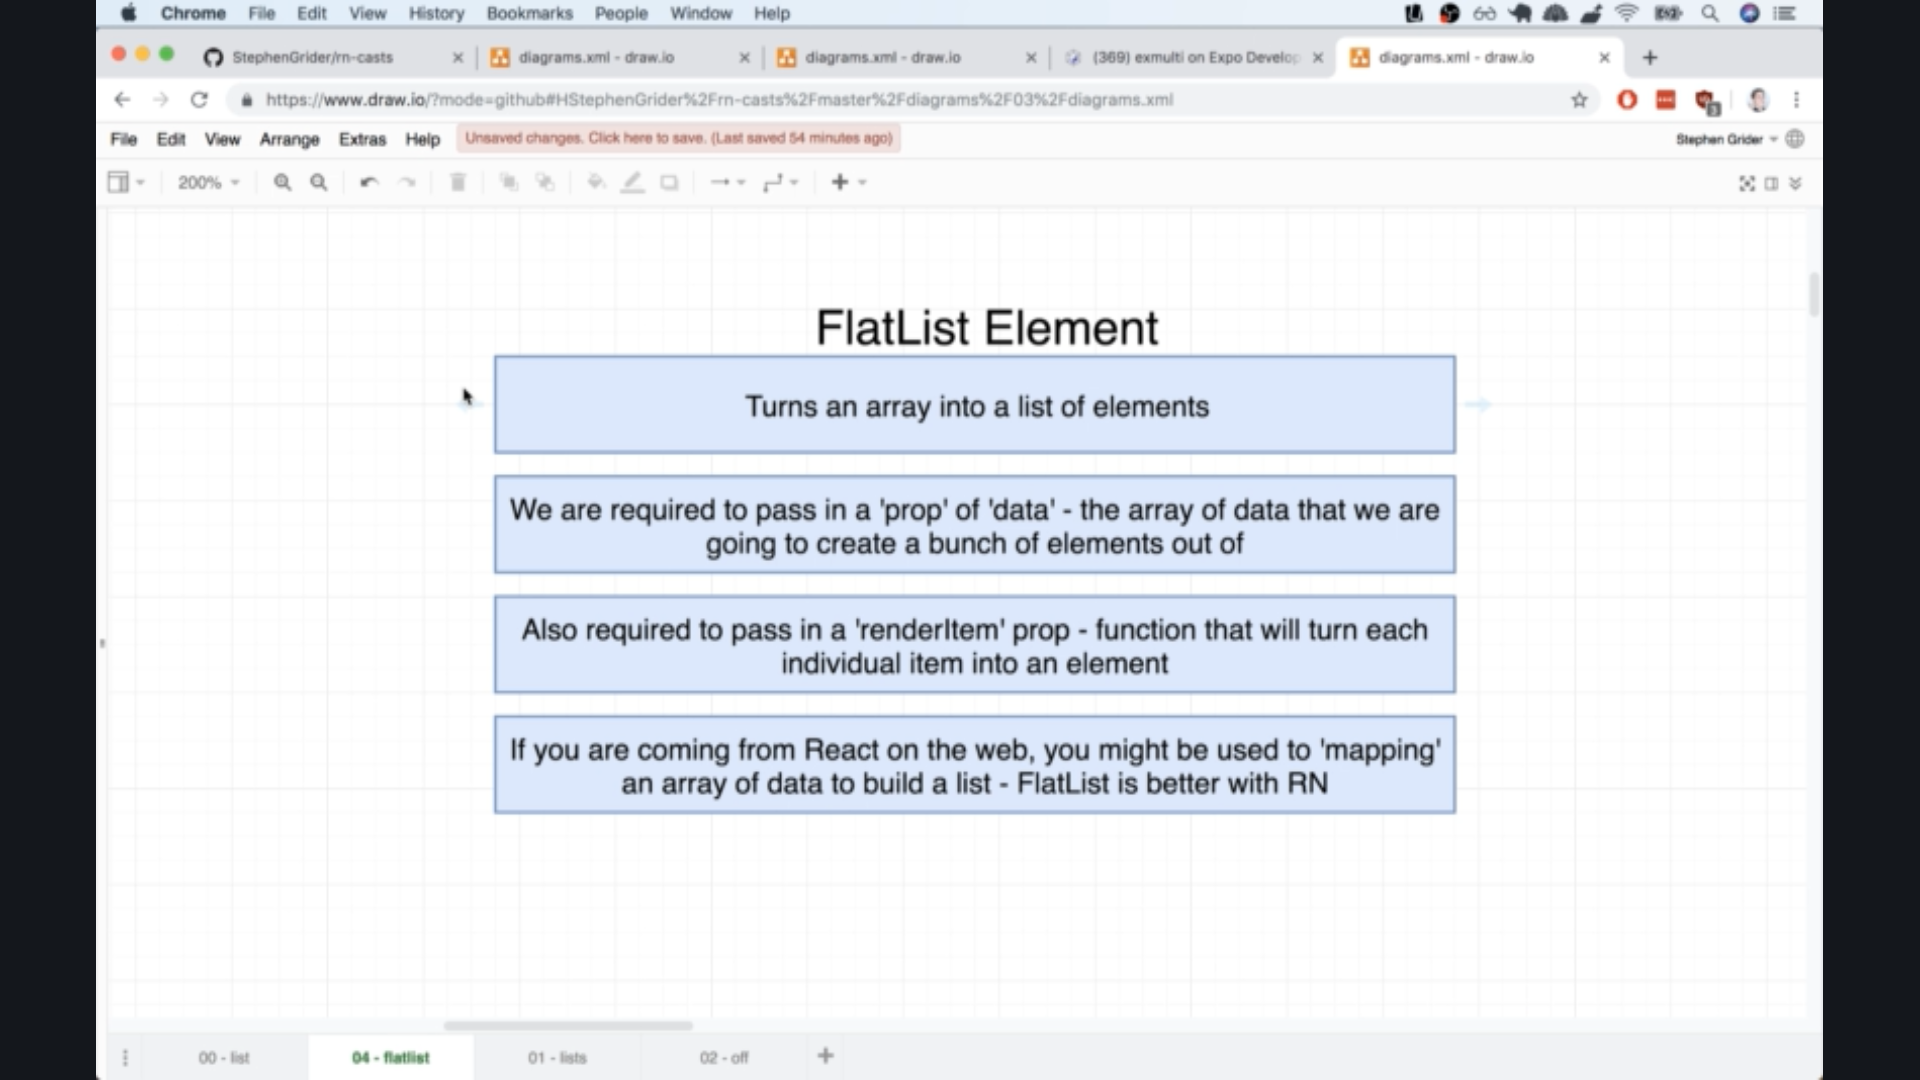 Chrome File Edit View History Bookmarks People Window Help
StephenGrider/rn-casts
diagrams.xml - draw.io
diagrams.xml - draw.io
(369) exmulti on Expo Develop
diagrams.xml - draw.io
https://www.draw.io/?mode=github#HStephenGrider%2Frn-casts%2Fmaster%2Fdiagrams%2F03%2Fdiagrams.xml
File Edit View Arrange Extras Help
Unsaved changes. Click here to save. (Last saved 54 minutes ago)
Stephen Grider
200%
FlatList Element
Turns an array into a list of elements
We are required to pass in a 'prop' of 'data' - the array of data that we are
going to create a bunch of elements out of
Also required to pass in a 'renderItem' prop - function that will turn each
individual item into an element
If you are coming from React on the web, you might be used to 'mapping'
an array of data to build a list - FlatList is better with RN
00 - list
04 - flatlist
01 - lists
02 - off